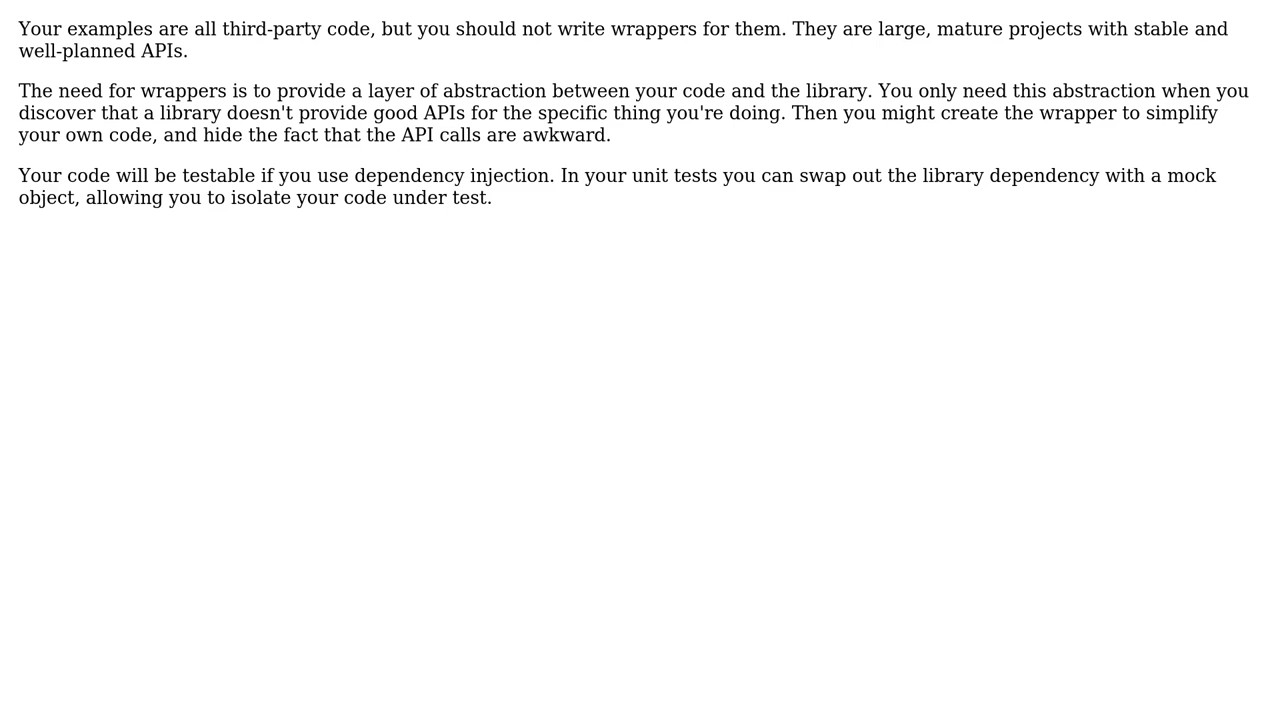 Your examples are all third-party code, but you should not write wrappers for them. They are large, mature projects with stable and
well-planned APIs.
The need for wrappers is to provide a layer of abstraction between your code and the library. You only need this abstraction when you
discover that a library doesn't provide good APIs for the specific thing you're doing. Then you might create the wrapper to simplify
your own code, and hide the fact that the API calls are awkward.
Your code will be testable if you use dependency injection. In your unit tests you can swap out the library dependency with a mock
object, allowing you to isolate your code under test.